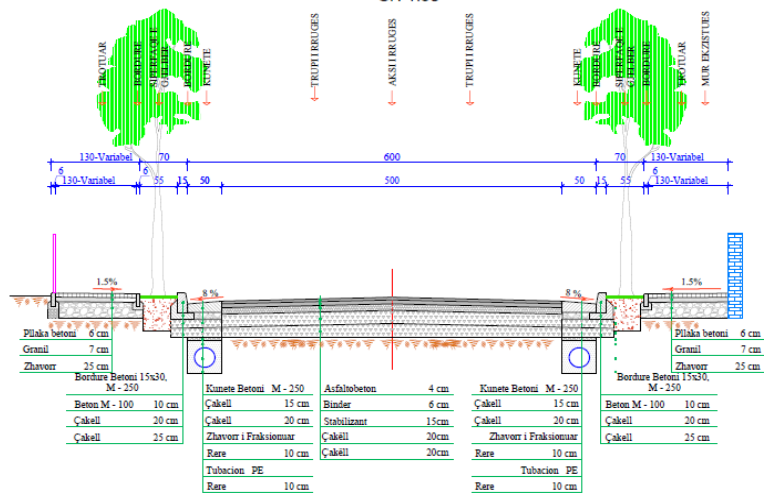 TROTUAR
BORDURE
SIPERFAQE E
GJELBER
BORDURE
KUNETE
TRUPI I RRUGES
AKSI I RRUGES
TRUPI I RRUGES
KUNETE
BORDURE
SIPERFAQE E
GJELBER
BORDURE
TROTUAR
MUR EKZISTUES
130-Variabel 70 600 70 130-Variabel
6 6 6
130-Variabel 55 15 50 500 50 15 55 130-Variabel
1.5% 8 % 8 % 1.5%
Pllaka betoni 6 cm
Granil 7 cm
Zhavorr 25 cm
Bordure Betoni 15x30,
M - 250
Beton M - 100 10 cm
Çakell 20 cm
Çakell 25 cm
Kunete Betoni M - 250
Çakell 15 cm
Çakell 20 cm
Zhavorr i Fraksionuar
Rere 10 cm
Tubacion PE
Rere 10 cm
Asfaltobeton 4 cm
Binder 6 cm
Stabilizant 15cm
Çakëll 20cm
Çakëll 20cm
Kunete Betoni M - 250
Çakell 15 cm
Çakell 20 cm
Zhavorr i Fraksionuar
Rere 10 cm
Tubacion PE
Rere 10 cm
Pllaka betoni 6 cm
Granil 7 cm
Zhavorr 25 cm
Bordure Betoni 15x30,
M - 250
Beton M - 100 10 cm
Çakell 20 cm
Çakell 25 cm